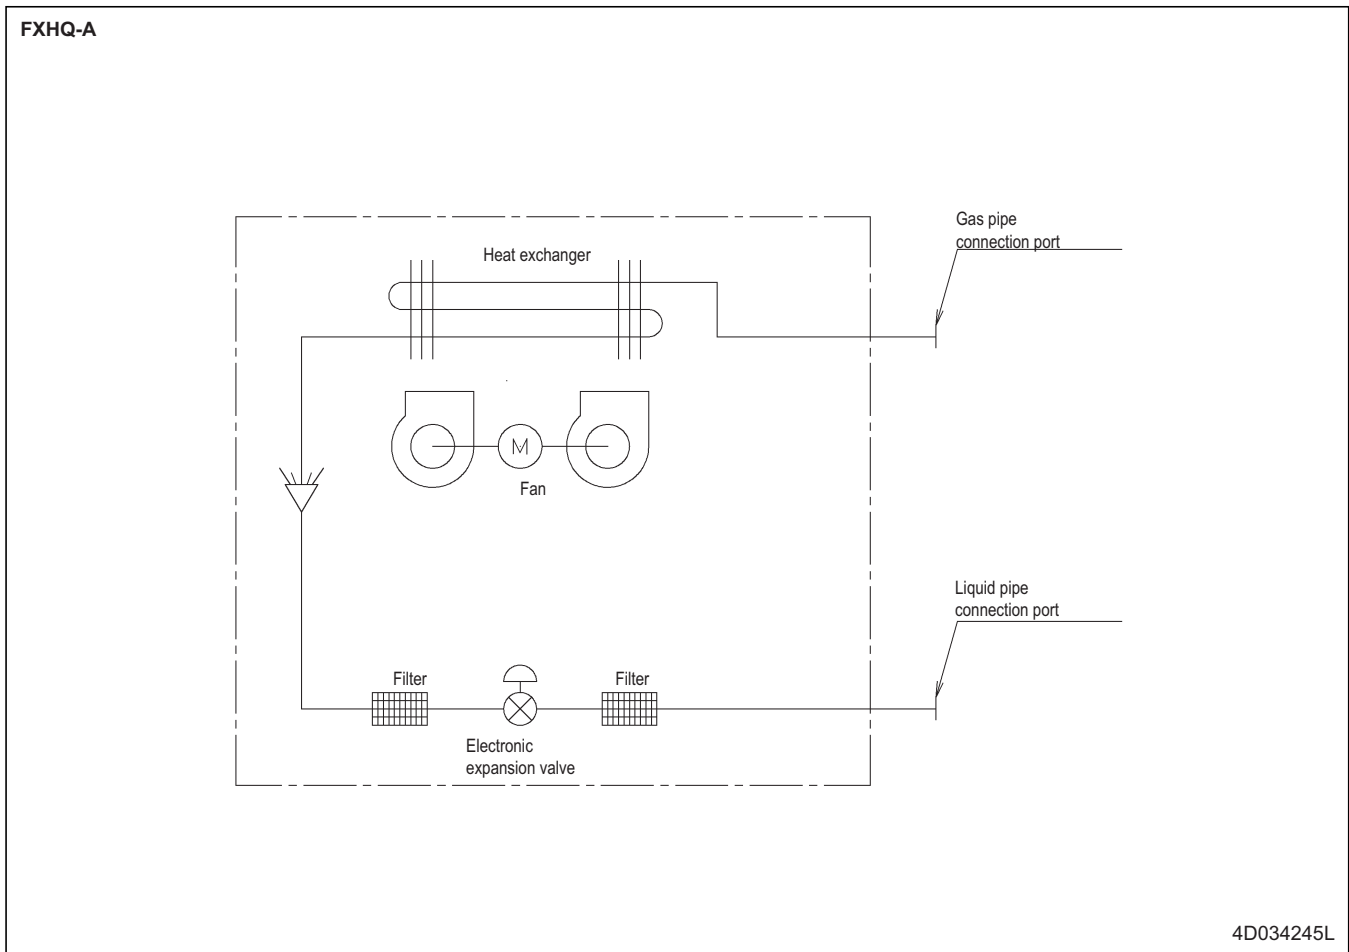 FXHQ-A
Gas pipe
connection port
Heat exchanger
M
Fan
Liquid pipe
connection port
Filter
Filter
Electronic
expansion valve
4D034245L